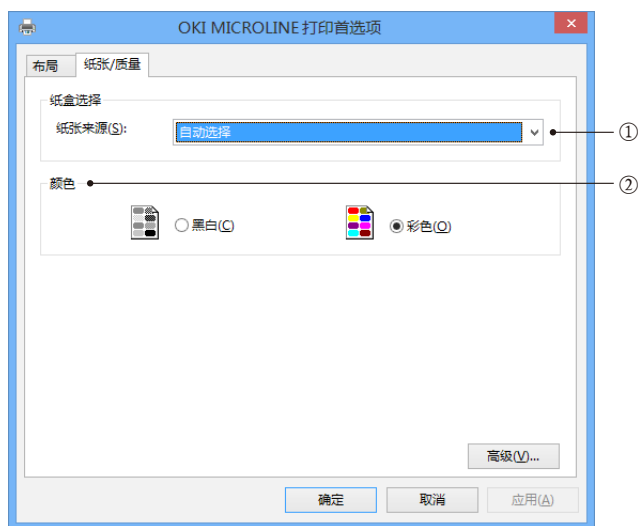 OKI MICROLINE 打印首选项
布局 纸张/质量
纸盒选择
纸张来源(S): 自动选择 ①
颜色 ②
黑白(C) 彩色(O)
高级(V)...
确定 取消 应用(A)